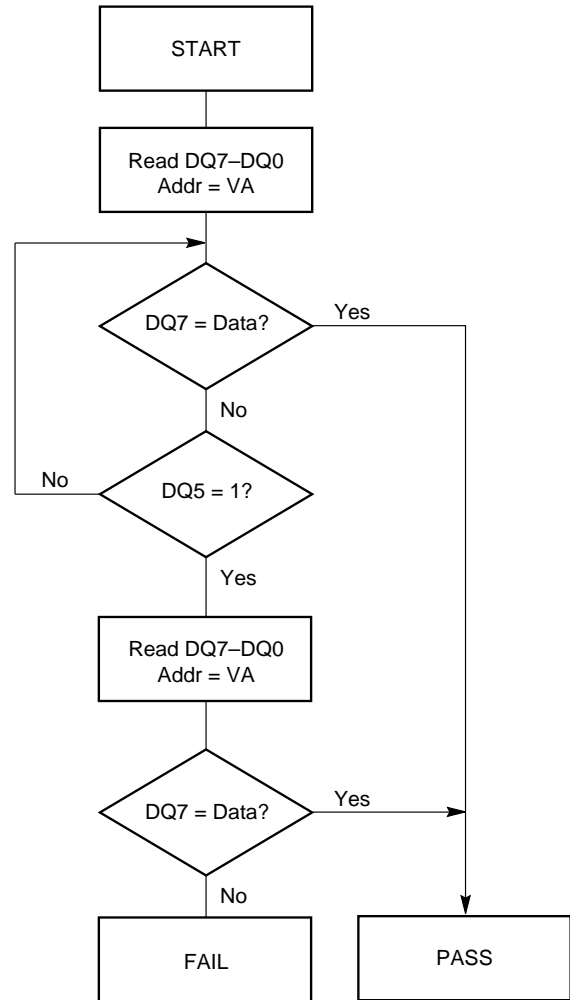 START
Read DQ7–DQ0
Addr = VA
DQ7 = Data?
Yes
No
No
DQ5 = 1?
Yes
Read DQ7–DQ0
Addr = VA
DQ7 = Data?
Yes
No
FAIL
PASS